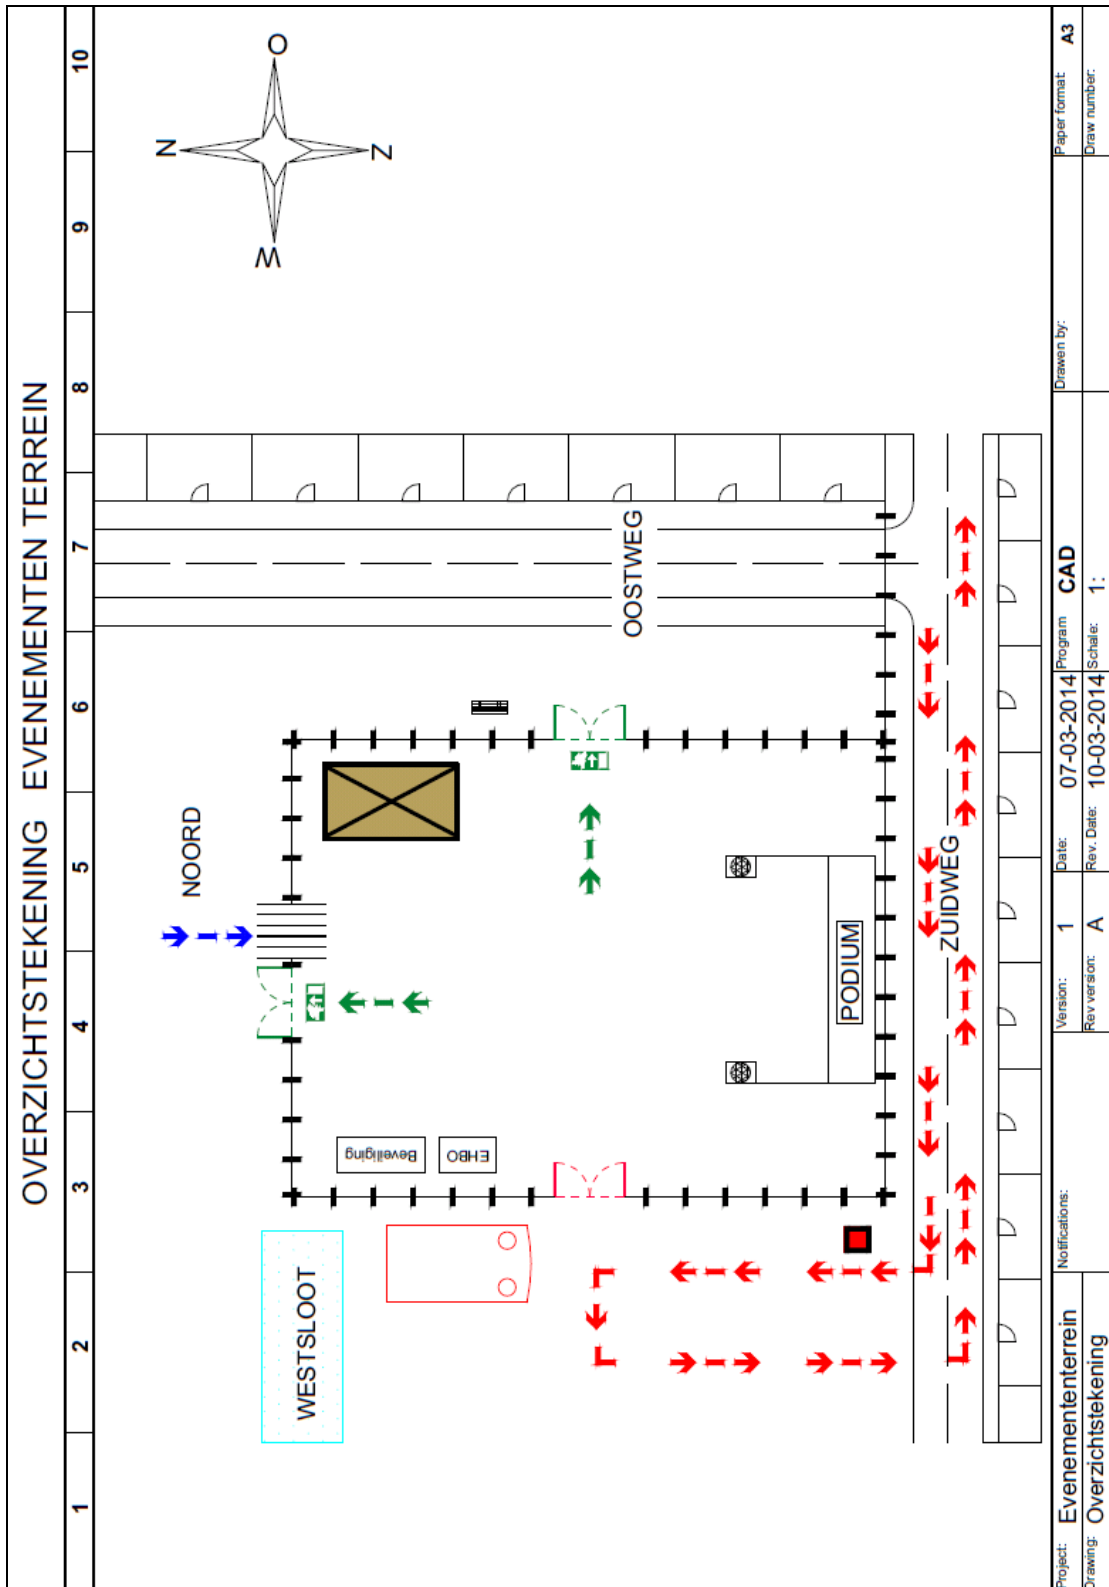 OVERZICHTSTEKENING EVENEMENTEN TERREIN
1 2 3 4 5 6 7 8 9 10
N
O
W
Z
NOORD
OOSTWEG
WESTSLOOT
Beveiliging
EHBO
PODIUM
ZUIDWEG
Project: Evenemententerrein
Notifications:
Version: 1
Date: 07-03-2014
Program CAD
Drawen by:
Paper format: A3
Drawing: Overzichtstekening
Rev version: A
Rev. Date: 10-03-2014
Schale: 1:
Draw number: